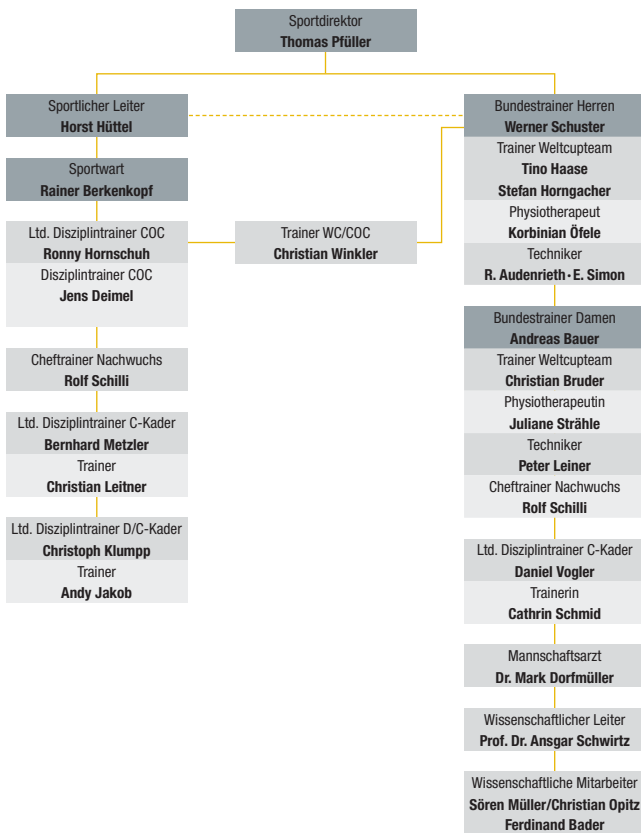 Sportdirektor
Thomas Pfüller
Sportlicher Leiter
Horst Hüttel
Sportwart
Rainer Berkenkopf
Ltd. Disziplintrainer COC
Ronny Hornschuh
Disziplintrainer COC
Jens Deimel
Cheftrainer Nachwuchs
Rolf Schilli
Ltd. Disziplintrainer C-Kader
Bernhard Metzler
Trainer
Christian Leitner
Ltd. Disziplintrainer D/C-Kader
Christoph Klumpp
Trainer
Andy Jakob
Trainer WC/COC
Christian Winkler
Bundestrainer Herren
Werner Schuster
Trainer Weltcupteam
Tino Haase
Stefan Horngacher
Physiotherapeut
Korbinian Öfele
Techniker
R. Audenrieth · E. Simon
Bundestrainer Damen
Andreas Bauer
Trainer Weltcupteam
Christian Bruder
Physiotherapeutin
Juliane Strähle
Techniker
Peter Leiner
Cheftrainer Nachwuchs
Rolf Schilli
Ltd. Disziplintrainer C-Kader
Daniel Vogler
Trainerin
Cathrin Schmid
Mannschaftsarzt
Dr. Mark Dorfmüller
Wissenschaftlicher Leiter
Prof. Dr. Ansgar Schwirtz
Wissenschaftliche Mitarbeiter
Sören Müller/Christian Opitz
Ferdinand Bader